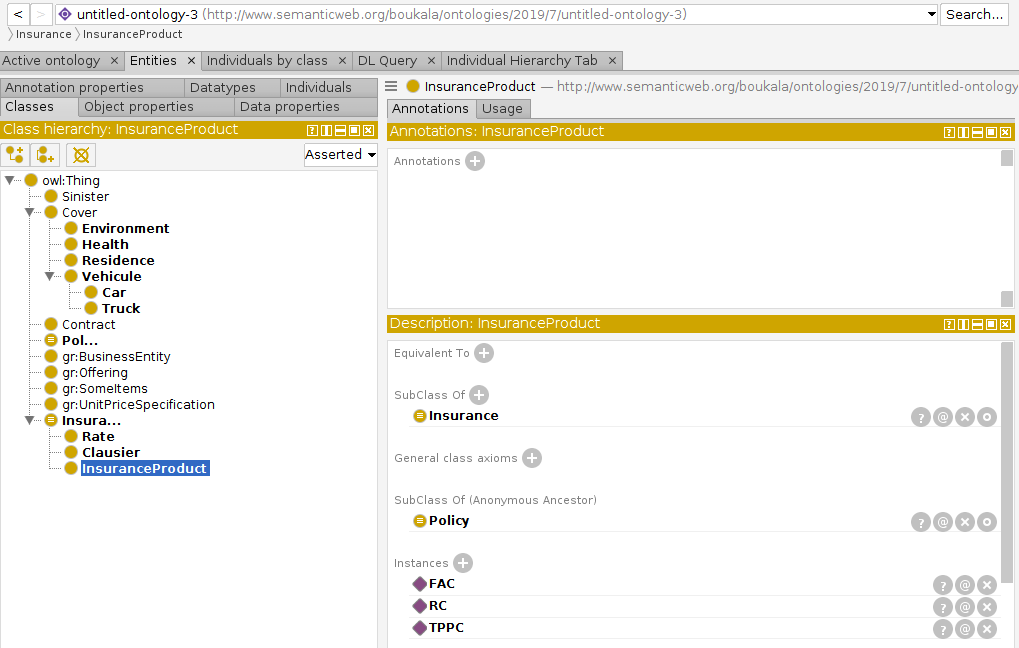 < > untitled-ontology-3 (http://www.semanticweb.org/boukala/ontologies/2019/7/untitled-ontology-3) Search...
Insurance InsuranceProduct
Active ontology × Entities × Individuals by class × DL Query × Individual Hierarchy Tab ×
Annotation properties Datatypes Individuals
Classes Object properties Data properties
Class hierarchy: InsuranceProduct
Asserted
owl:Thing
Sinister
Cover
Environment
Health
Residence
Vehicule
Car
Truck
Contract
Pol...
gr:BusinessEntity
gr:Offering
gr:SomeItems
gr:UnitPriceSpecification
Insura...
Rate
Clausier
InsuranceProduct
InsuranceProduct — http://www.semanticweb.org/boukala/ontologies/2019/7/untitled-ontology
Annotations Usage
Annotations: InsuranceProduct
Annotations
Description: InsuranceProduct
Equivalent To
SubClass Of
Insurance
General class axioms
SubClass Of (Anonymous Ancestor)
Policy
Instances
FAC
RC
TPPC